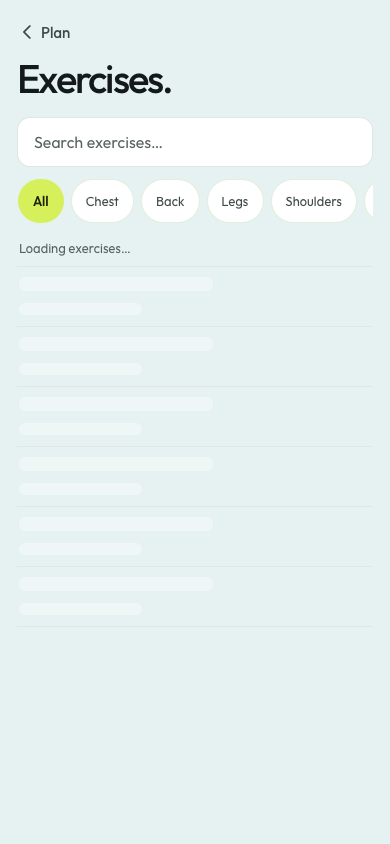 Plan
Exercises.
Search exercises…
All Chest Back Legs Shoulders
Loading exercises…